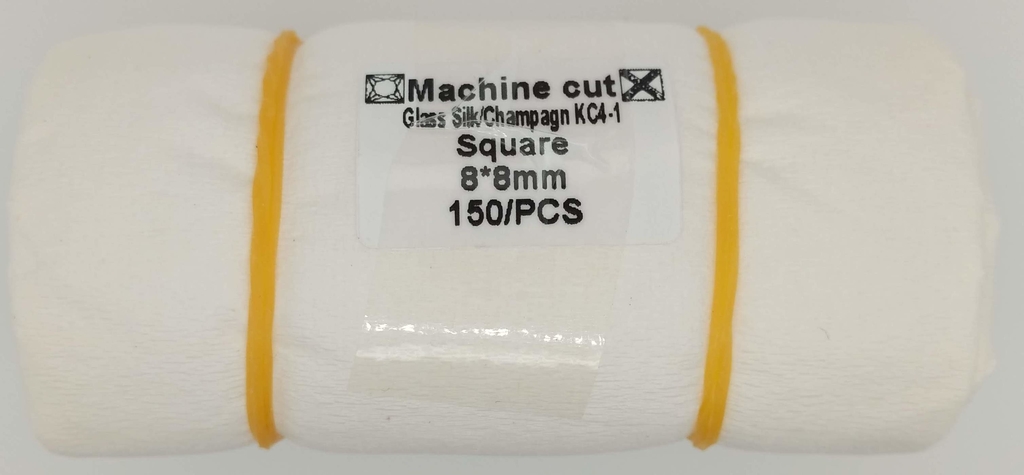 Machine cut
Glass Silk/Champagn KC4-1
Square
8*8mm
150/PCS